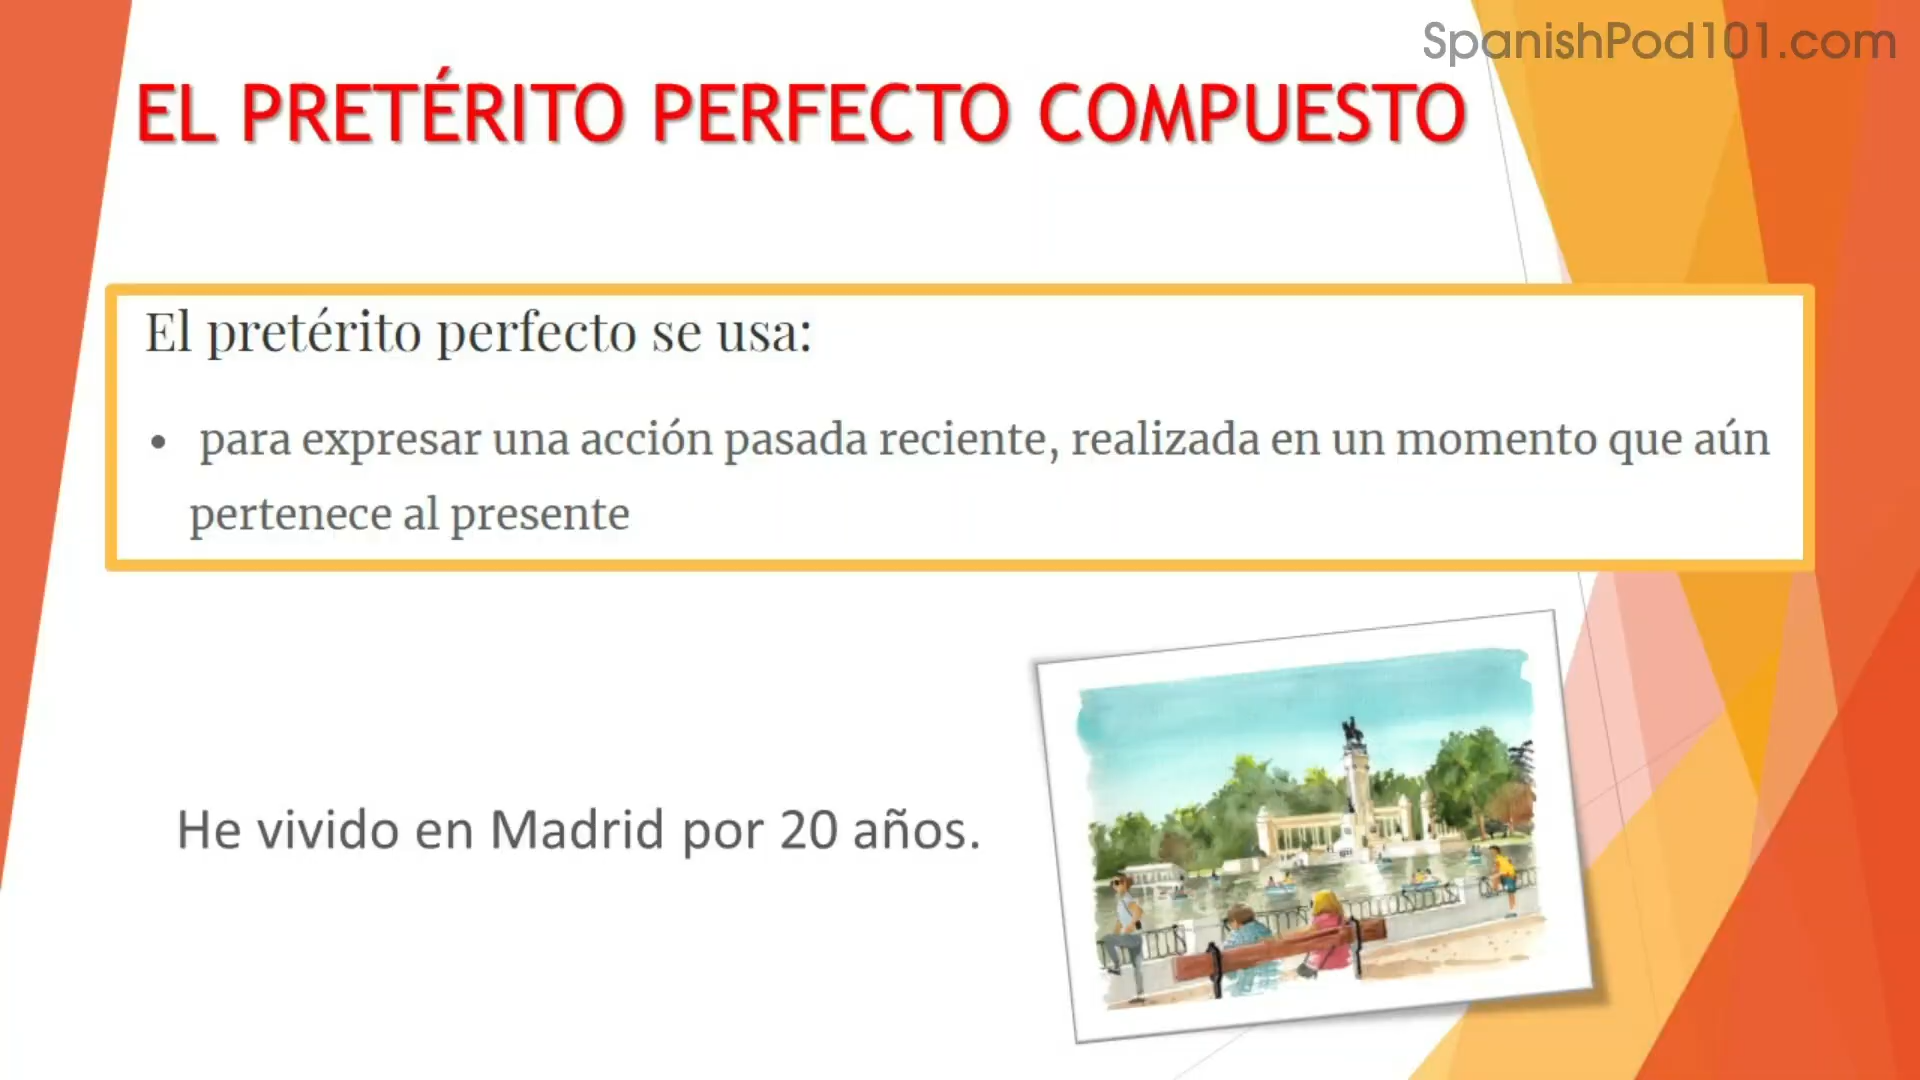 SpanishPod101.com
EL PRETÉRITO PERFECTO COMPUESTO
El pretérito perfecto se usa:
• para expresar una acción pasada reciente, realizada en un momento que aún
pertenece al presente
He vivido en Madrid por 20 años.